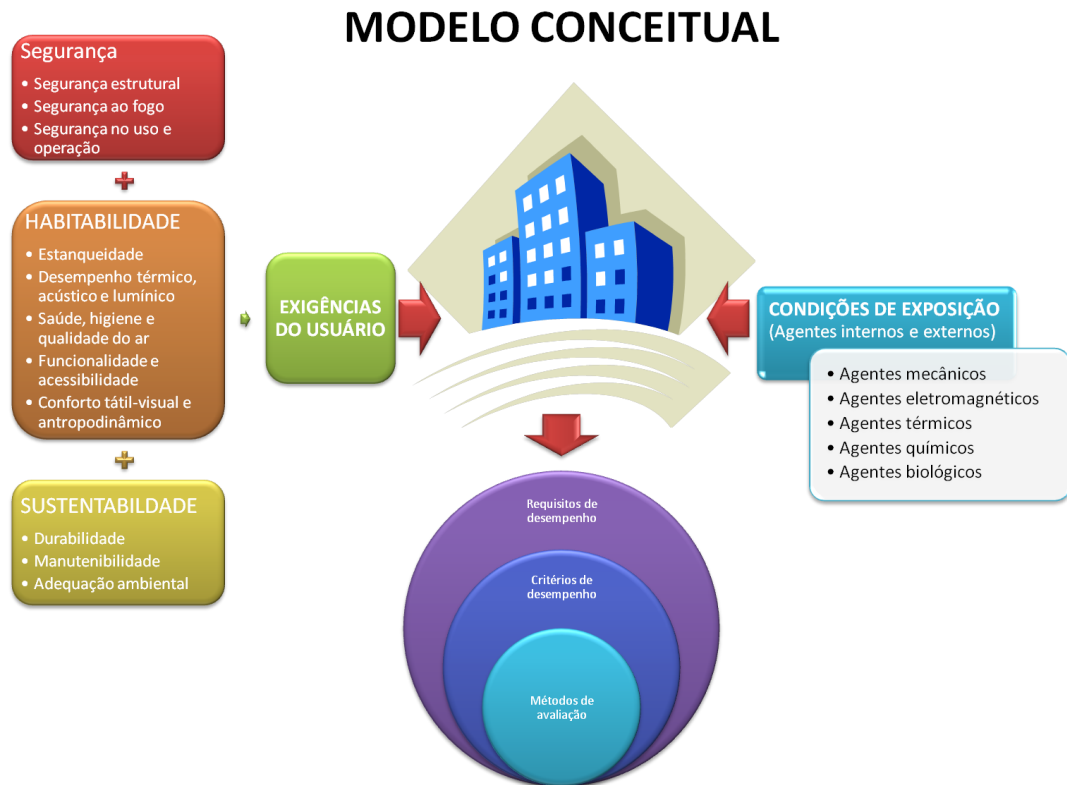 MODELO CONCEITUAL
Segurança
• Segurança estrutural
• Segurança ao fogo
• Segurança no uso e
operação
HABITABILIDADE
• Estanqueidade
• Desempenho térmico,
acústico e lumínico
• Saúde, higiene e
qualidade do ar
• Funcionalidade e
acessibilidade
• Conforto tátil-visual e
antropodinâmico
SUSTENTABILDADE
• Durabilidade
• Manutenibilidade
• Adequação ambiental
EXIGÊNCIAS
DO USUÁRIO
CONDIÇÕES DE EXPOSIÇÃO
(Agentes internos e externos)
• Agentes mecânicos
• Agentes eletromagnéticos
• Agentes térmicos
• Agentes químicos
• Agentes biológicos
Requisitos de
desempenho
Critérios de
desempenho
Métodos de
avaliação